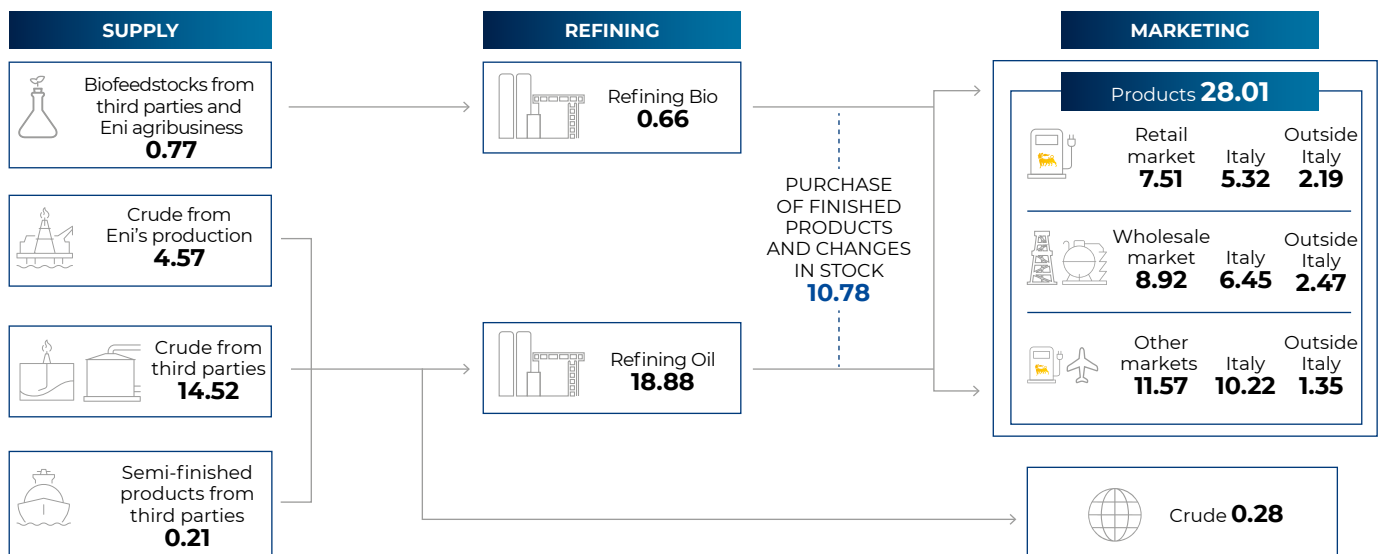 SUPPLY
Biofeedstocks from
third parties and
Eni agribusiness
0.77
Crude from
Eni's production
4.57
Crude from
third parties
14.52
Semi-finished
products from
third parties
0.21
REFINING
Refining Bio
0.66
Refining Oil
18.88
PURCHASE
OF FINISHED
PRODUCTS
AND CHANGES
IN STOCK
10.78
MARKETING
Products 28.01
Retail
market
7.51
Italy
5.32
Outside
Italy
2.19
Wholesale
market
8.92
Italy
6.45
Outside
Italy
2.47
Other
markets
11.57
Italy
10.22
Outside
Italy
1.35
Crude 0.28